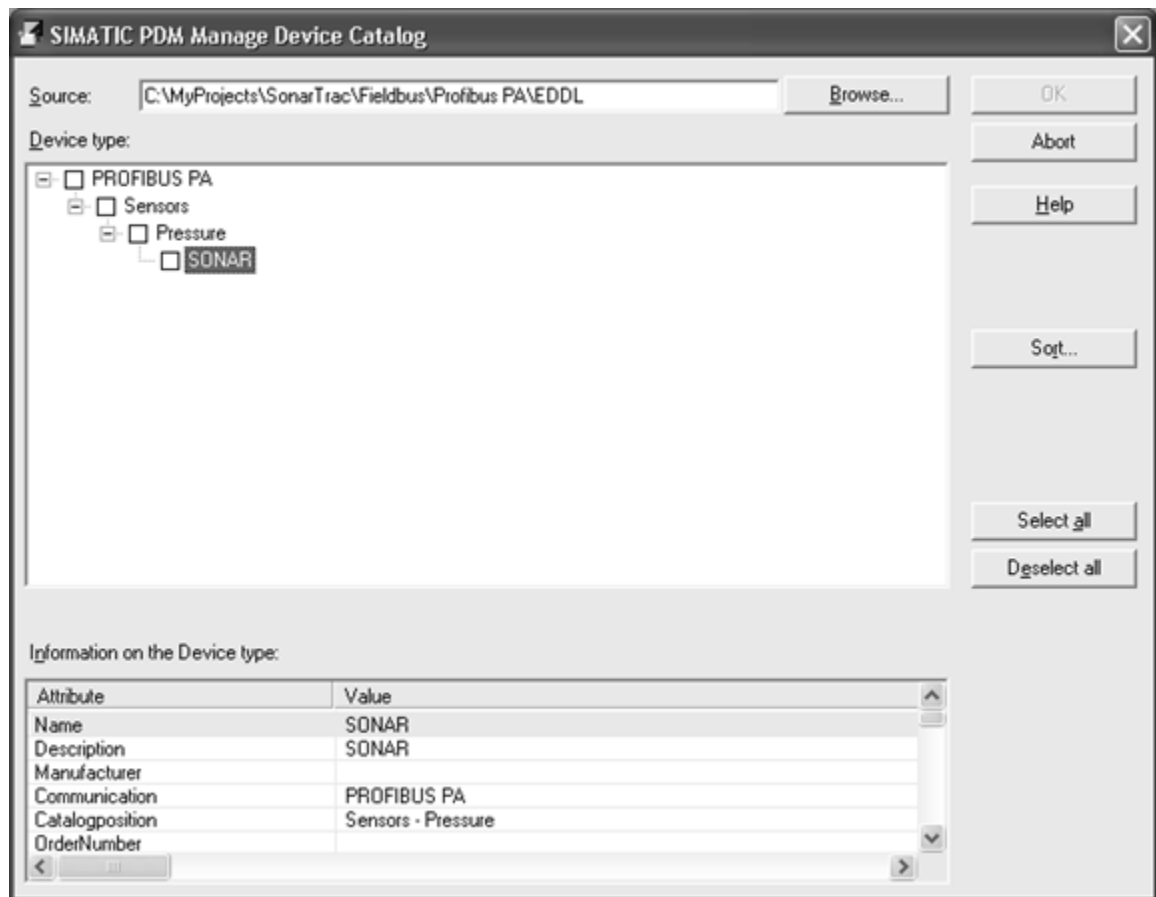 SIMATIC PDM Manage Device Catalog
Source: C:\MyProjects\SonarTrac\Fieldbus\Profibus PA\EDDL Browse... OK
Device type: Abort
PROFIBUS PA
Sensors Help
Pressure
SONAR
Sort...
Select all
Deselect all
Information on the Device type:
Attribute Value
Name SONAR
Description SONAR
Manufacturer
Communication PROFIBUS PA
Catalogposition Sensors - Pressure
OrderNumber